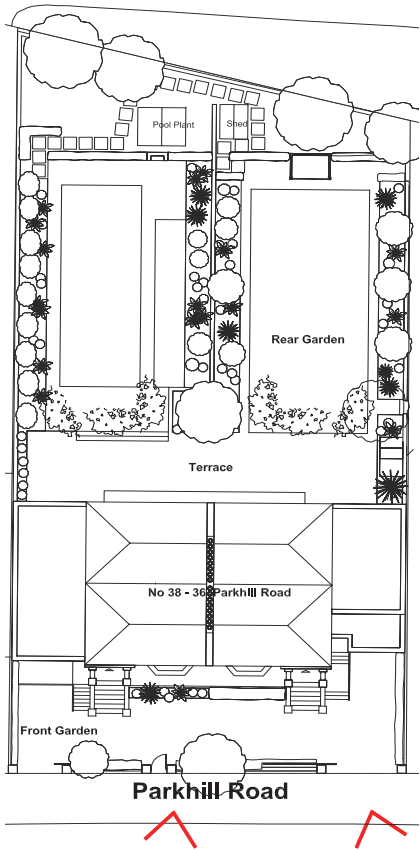 Pool Plant
Shed
Rear Garden
Terrace
No 38 - 36 Parkhill Road
Front Garden
Parkhill Road